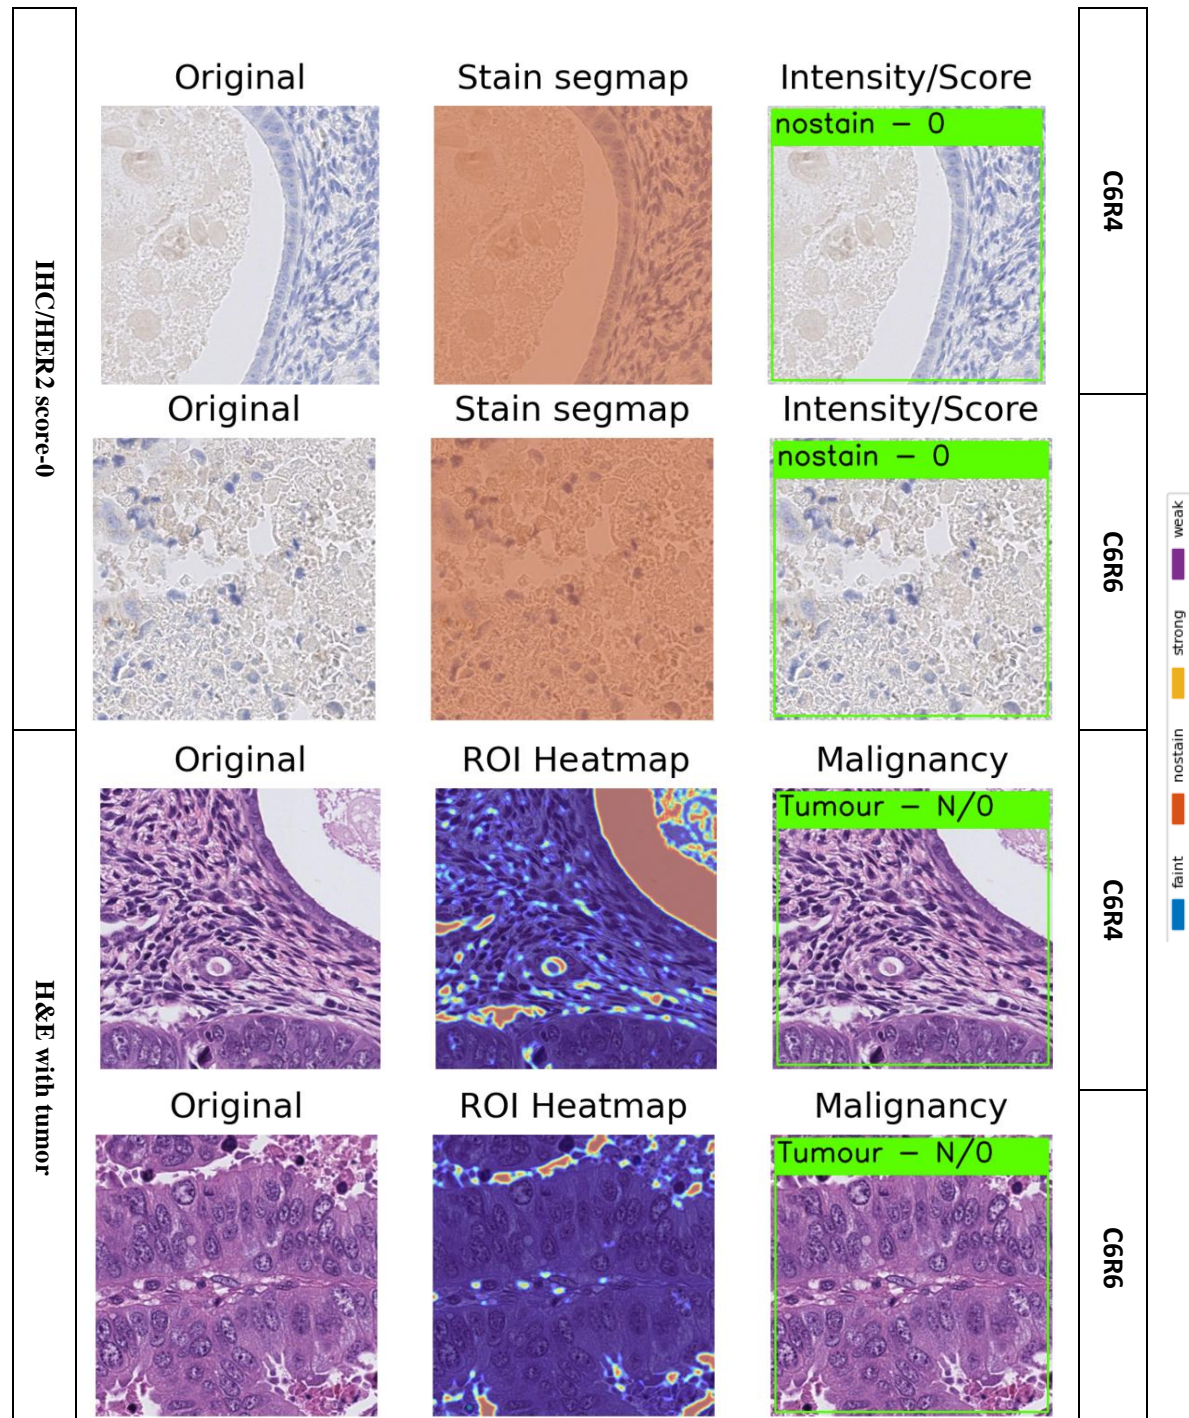 Original Stain segmap Intensity/Score
nostain – 0
C6R4
IHC/HER2 score-0
Original Stain segmap Intensity/Score
nostain – 0
C6R6
Original ROI Heatmap Malignancy
Tumour – N/0
C6R4
H&E with tumor
Original ROI Heatmap Malignancy
Tumour – N/0
C6R6
weak
strong
nostain
faint